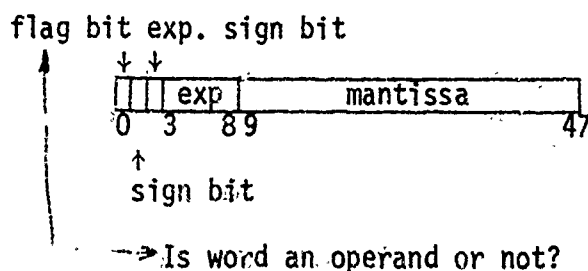 flag bit exp. sign bit
exp mantissa
0 3 8 9 47
sign bit
Is word an operand or not?